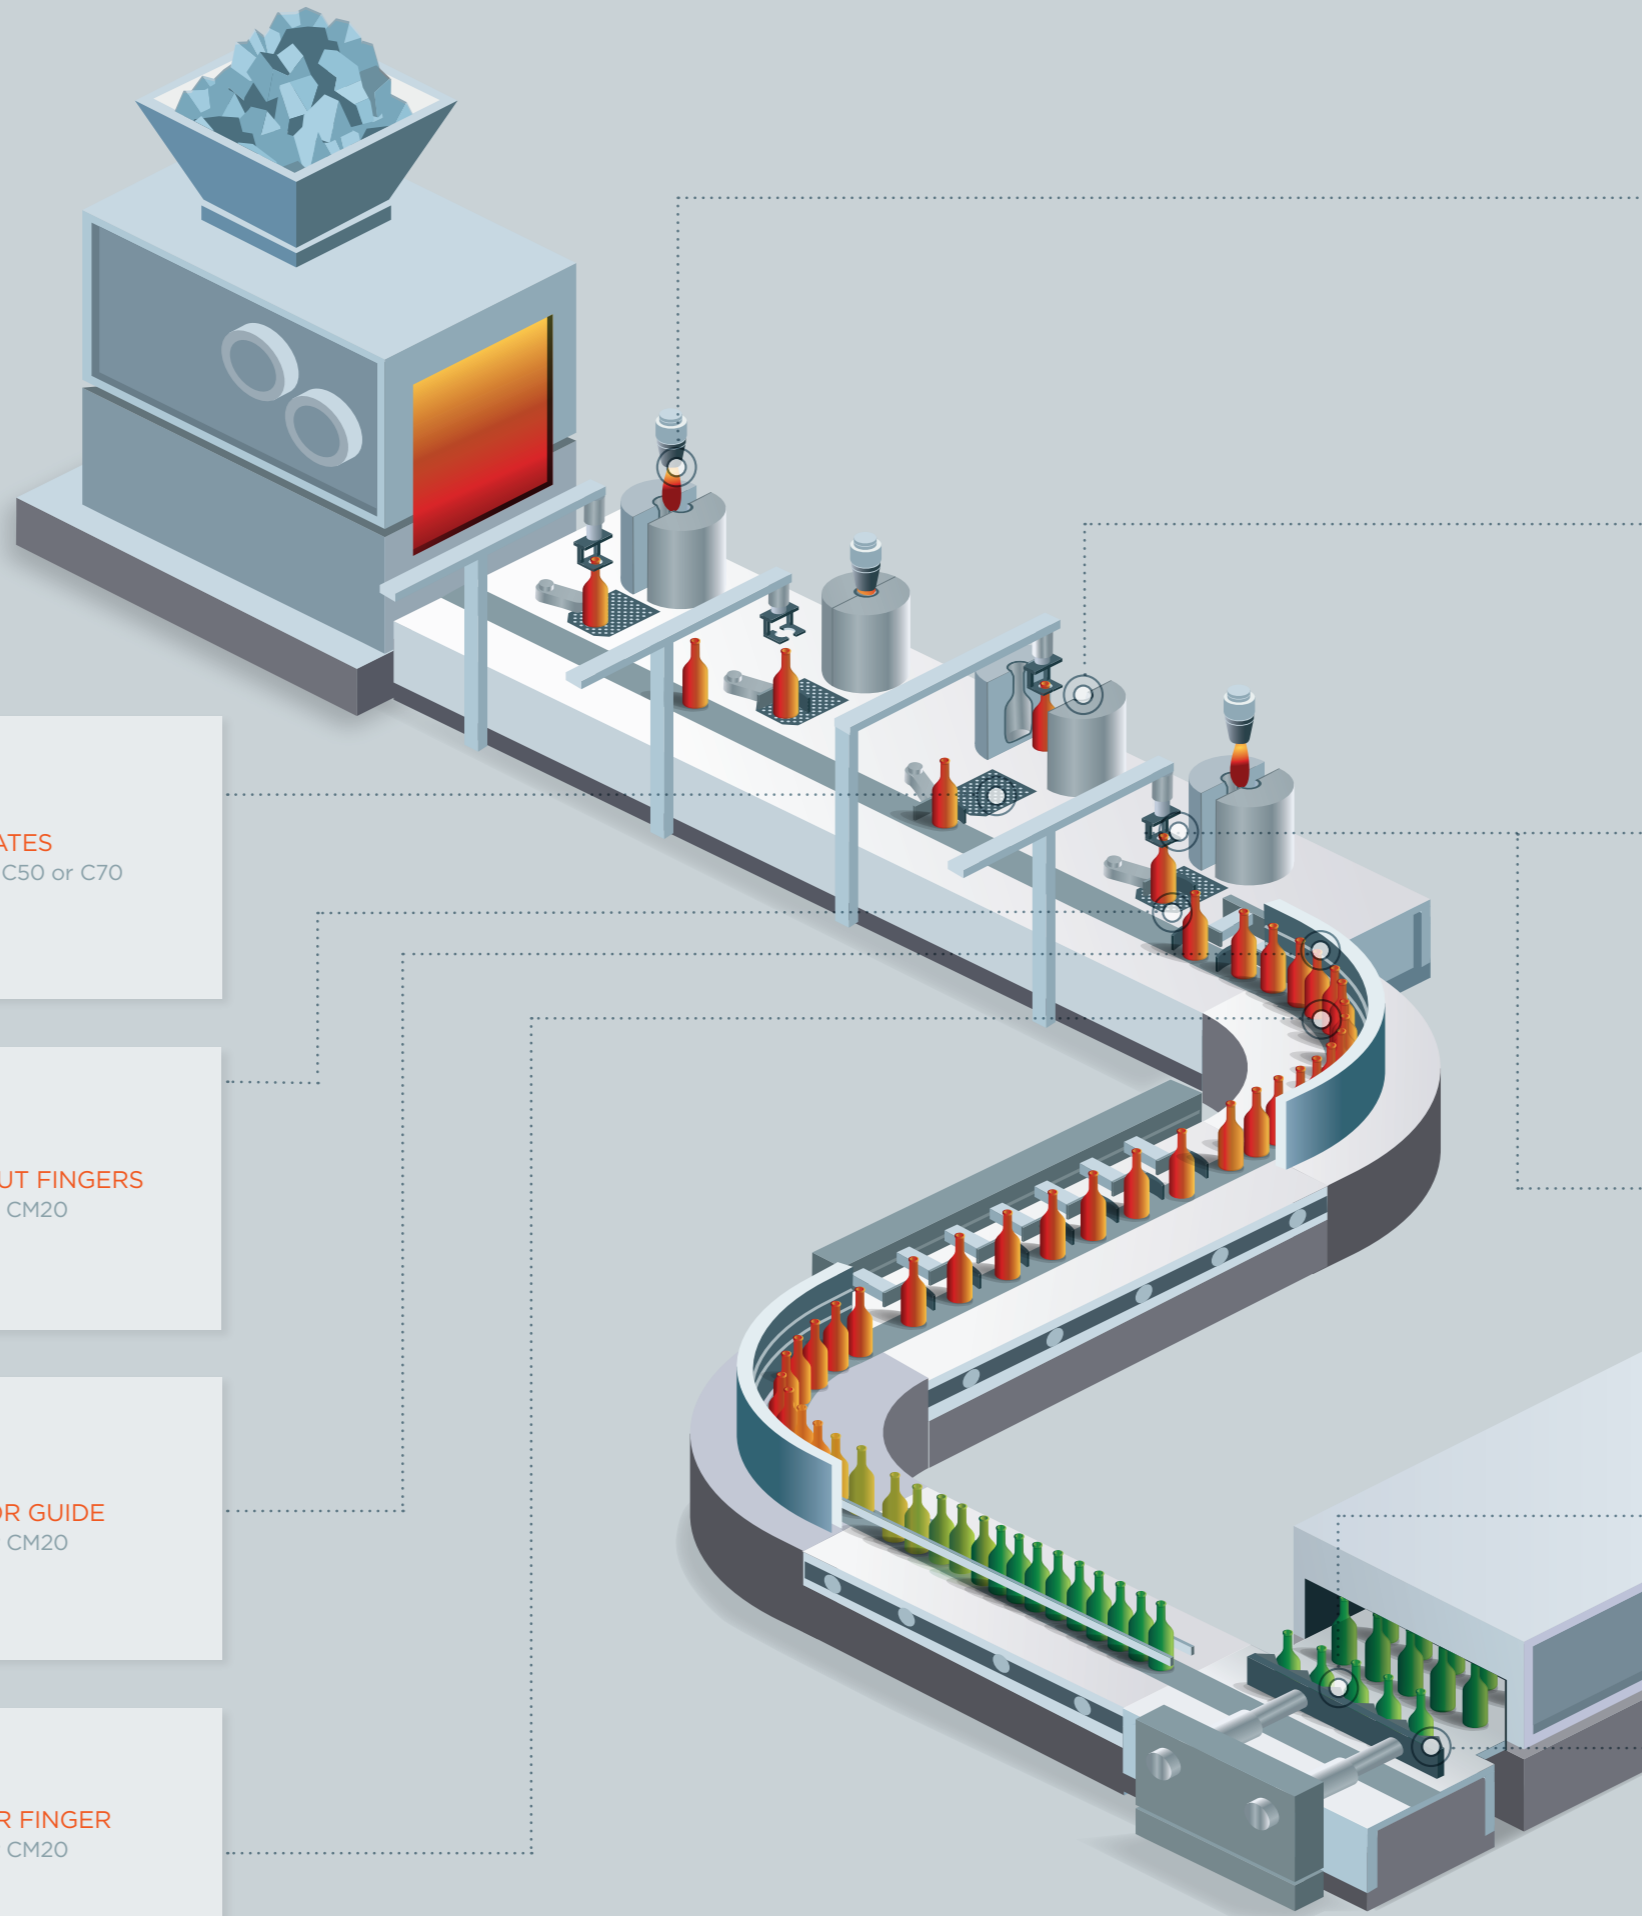 ATES
C50 or C70
UT FINGERS
CM20
OR GUIDE
CM20
R FINGER
CM20